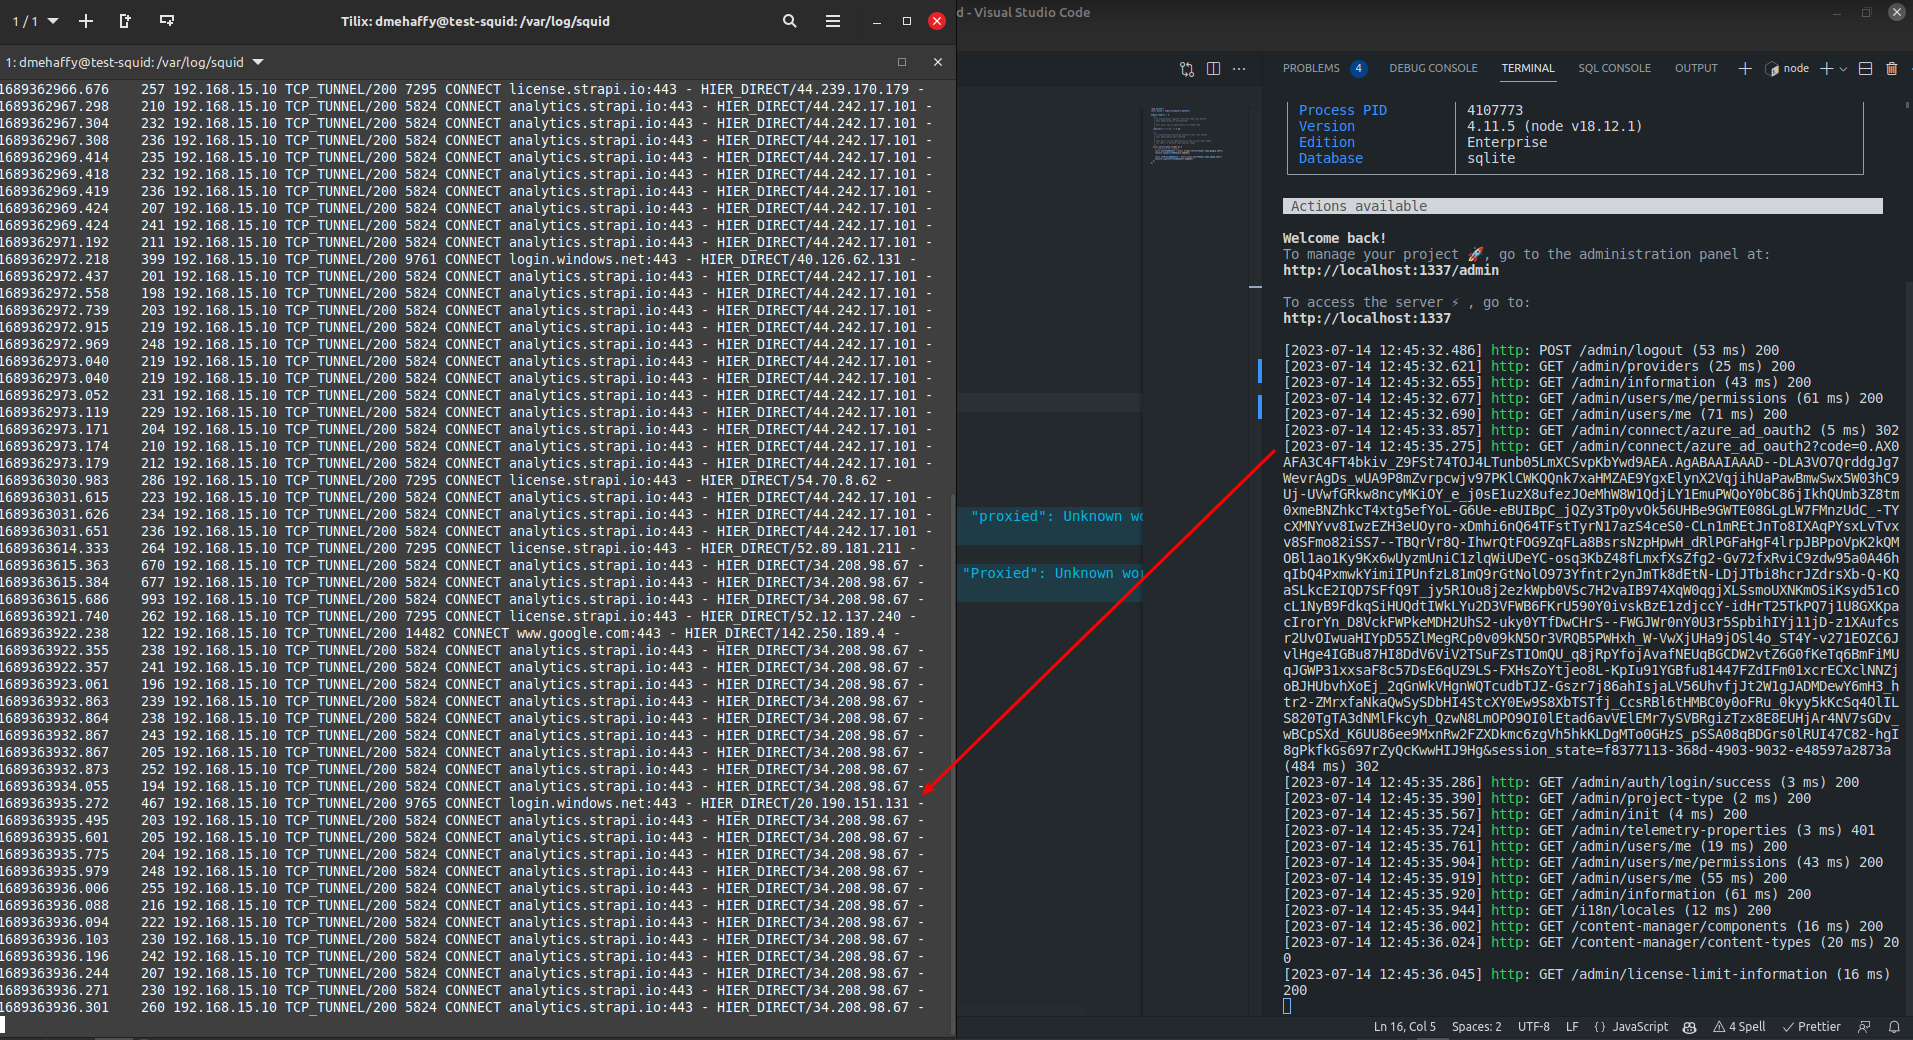 1 / 1
Tilix: dmehaffy@test-squid: /var/log/squid
1: dmehaffy@test-squid: /var/log/squid
1689362966.676    257 192.168.15.10 TCP_TUNNEL/200 7295 CONNECT license.strapi.io:443 - HIER_DIRECT/44.239.170.179 -
1689362967.298    210 192.168.15.10 TCP_TUNNEL/200 5824 CONNECT analytics.strapi.io:443 - HIER_DIRECT/44.242.17.101 -
1689362967.304    232 192.168.15.10 TCP_TUNNEL/200 5824 CONNECT analytics.strapi.io:443 - HIER_DIRECT/44.242.17.101 -
1689362967.308    236 192.168.15.10 TCP_TUNNEL/200 5824 CONNECT analytics.strapi.io:443 - HIER_DIRECT/44.242.17.101 -
1689362969.414    235 192.168.15.10 TCP_TUNNEL/200 5824 CONNECT analytics.strapi.io:443 - HIER_DIRECT/44.242.17.101 -
1689362969.418    232 192.168.15.10 TCP_TUNNEL/200 5824 CONNECT analytics.strapi.io:443 - HIER_DIRECT/44.242.17.101 -
1689362969.419    236 192.168.15.10 TCP_TUNNEL/200 5824 CONNECT analytics.strapi.io:443 - HIER_DIRECT/44.242.17.101 -
1689362969.424    207 192.168.15.10 TCP_TUNNEL/200 5824 CONNECT analytics.strapi.io:443 - HIER_DIRECT/44.242.17.101 -
1689362969.424    241 192.168.15.10 TCP_TUNNEL/200 5824 CONNECT analytics.strapi.io:443 - HIER_DIRECT/44.242.17.101 -
1689362971.192    211 192.168.15.10 TCP_TUNNEL/200 5824 CONNECT analytics.strapi.io:443 - HIER_DIRECT/44.242.17.101 -
1689362972.218    399 192.168.15.10 TCP_TUNNEL/200 9761 CONNECT login.windows.net:443 - HIER_DIRECT/40.126.62.131 -
1689362972.437    201 192.168.15.10 TCP_TUNNEL/200 5824 CONNECT analytics.strapi.io:443 - HIER_DIRECT/44.242.17.101 -
1689362972.558    198 192.168.15.10 TCP_TUNNEL/200 5824 CONNECT analytics.strapi.io:443 - HIER_DIRECT/44.242.17.101 -
1689362972.739    203 192.168.15.10 TCP_TUNNEL/200 5824 CONNECT analytics.strapi.io:443 - HIER_DIRECT/44.242.17.101 -
1689362972.915    219 192.168.15.10 TCP_TUNNEL/200 5824 CONNECT analytics.strapi.io:443 - HIER_DIRECT/44.242.17.101 -
1689362972.969    248 192.168.15.10 TCP_TUNNEL/200 5824 CONNECT analytics.strapi.io:443 - HIER_DIRECT/44.242.17.101 -
1689362973.040    219 192.168.15.10 TCP_TUNNEL/200 5824 CONNECT analytics.strapi.io:443 - HIER_DIRECT/44.242.17.101 -
1689362973.040    219 192.168.15.10 TCP_TUNNEL/200 5824 CONNECT analytics.strapi.io:443 - HIER_DIRECT/44.242.17.101 -
1689362973.052    231 192.168.15.10 TCP_TUNNEL/200 5824 CONNECT analytics.strapi.io:443 - HIER_DIRECT/44.242.17.101 -
1689362973.119    229 192.168.15.10 TCP_TUNNEL/200 5824 CONNECT analytics.strapi.io:443 - HIER_DIRECT/44.242.17.101 -
1689362973.171    204 192.168.15.10 TCP_TUNNEL/200 5824 CONNECT analytics.strapi.io:443 - HIER_DIRECT/44.242.17.101 -
1689362973.174    210 192.168.15.10 TCP_TUNNEL/200 5824 CONNECT analytics.strapi.io:443 - HIER_DIRECT/44.242.17.101 -
1689362973.179    212 192.168.15.10 TCP_TUNNEL/200 5824 CONNECT analytics.strapi.io:443 - HIER_DIRECT/44.242.17.101 -
1689363030.983    286 192.168.15.10 TCP_TUNNEL/200 7295 CONNECT license.strapi.io:443 - HIER_DIRECT/54.70.8.62 -
1689363031.615    223 192.168.15.10 TCP_TUNNEL/200 5824 CONNECT analytics.strapi.io:443 - HIER_DIRECT/44.242.17.101 -
1689363031.626    234 192.168.15.10 TCP_TUNNEL/200 5824 CONNECT analytics.strapi.io:443 - HIER_DIRECT/44.242.17.101 -
1689363031.651    236 192.168.15.10 TCP_TUNNEL/200 5824 CONNECT analytics.strapi.io:443 - HIER_DIRECT/44.242.17.101 -
1689363614.333    264 192.168.15.10 TCP_TUNNEL/200 7295 CONNECT license.strapi.io:443 - HIER_DIRECT/52.89.181.211 -
1689363615.363    670 192.168.15.10 TCP_TUNNEL/200 5824 CONNECT analytics.strapi.io:443 - HIER_DIRECT/34.208.98.67 -
1689363615.384    677 192.168.15.10 TCP_TUNNEL/200 5824 CONNECT analytics.strapi.io:443 - HIER_DIRECT/34.208.98.67 -
1689363615.686    993 192.168.15.10 TCP_TUNNEL/200 5824 CONNECT analytics.strapi.io:443 - HIER_DIRECT/34.208.98.67 -
1689363921.740    262 192.168.15.10 TCP_TUNNEL/200 7295 CONNECT license.strapi.io:443 - HIER_DIRECT/52.12.137.240 -
1689363922.238    122 192.168.15.10 TCP_TUNNEL/200 14482 CONNECT www.google.com:443 - HIER_DIRECT/142.250.189.4 -
1689363922.355    238 192.168.15.10 TCP_TUNNEL/200 5824 CONNECT analytics.strapi.io:443 - HIER_DIRECT/34.208.98.67 -
1689363922.357    241 192.168.15.10 TCP_TUNNEL/200 5824 CONNECT analytics.strapi.io:443 - HIER_DIRECT/34.208.98.67 -
1689363923.061    196 192.168.15.10 TCP_TUNNEL/200 5824 CONNECT analytics.strapi.io:443 - HIER_DIRECT/34.208.98.67 -
1689363932.863    239 192.168.15.10 TCP_TUNNEL/200 5824 CONNECT analytics.strapi.io:443 - HIER_DIRECT/34.208.98.67 -
1689363932.864    238 192.168.15.10 TCP_TUNNEL/200 5824 CONNECT analytics.strapi.io:443 - HIER_DIRECT/34.208.98.67 -
1689363932.867    243 192.168.15.10 TCP_TUNNEL/200 5824 CONNECT analytics.strapi.io:443 - HIER_DIRECT/34.208.98.67 -
1689363932.867    205 192.168.15.10 TCP_TUNNEL/200 5824 CONNECT analytics.strapi.io:443 - HIER_DIRECT/34.208.98.67 -
1689363932.873    252 192.168.15.10 TCP_TUNNEL/200 5824 CONNECT analytics.strapi.io:443 - HIER_DIRECT/34.208.98.67 -
1689363934.055    194 192.168.15.10 TCP_TUNNEL/200 5824 CONNECT analytics.strapi.io:443 - HIER_DIRECT/34.208.98.67 -
1689363935.272    467 192.168.15.10 TCP_TUNNEL/200 9765 CONNECT login.windows.net:443 - HIER_DIRECT/20.190.151.131 -
1689363935.495    203 192.168.15.10 TCP_TUNNEL/200 5824 CONNECT analytics.strapi.io:443 - HIER_DIRECT/34.208.98.67 -
1689363935.601    205 192.168.15.10 TCP_TUNNEL/200 5824 CONNECT analytics.strapi.io:443 - HIER_DIRECT/34.208.98.67 -
1689363935.775    204 192.168.15.10 TCP_TUNNEL/200 5824 CONNECT analytics.strapi.io:443 - HIER_DIRECT/34.208.98.67 -
1689363935.979    248 192.168.15.10 TCP_TUNNEL/200 5824 CONNECT analytics.strapi.io:443 - HIER_DIRECT/34.208.98.67 -
1689363936.006    255 192.168.15.10 TCP_TUNNEL/200 5824 CONNECT analytics.strapi.io:443 - HIER_DIRECT/34.208.98.67 -
1689363936.088    216 192.168.15.10 TCP_TUNNEL/200 5824 CONNECT analytics.strapi.io:443 - HIER_DIRECT/34.208.98.67 -
1689363936.094    222 192.168.15.10 TCP_TUNNEL/200 5824 CONNECT analytics.strapi.io:443 - HIER_DIRECT/34.208.98.67 -
1689363936.103    230 192.168.15.10 TCP_TUNNEL/200 5824 CONNECT analytics.strapi.io:443 - HIER_DIRECT/34.208.98.67 -
1689363936.196    242 192.168.15.10 TCP_TUNNEL/200 5824 CONNECT analytics.strapi.io:443 - HIER_DIRECT/34.208.98.67 -
1689363936.244    207 192.168.15.10 TCP_TUNNEL/200 5824 CONNECT analytics.strapi.io:443 - HIER_DIRECT/34.208.98.67 -
1689363936.271    230 192.168.15.10 TCP_TUNNEL/200 5824 CONNECT analytics.strapi.io:443 - HIER_DIRECT/34.208.98.67 -
1689363936.301    260 192.168.15.10 TCP_TUNNEL/200 5824 CONNECT analytics.strapi.io:443 - HIER_DIRECT/34.208.98.67 -
d - Visual Studio Code
"proxied": Unknown wo
"Proxied": Unknown wor
PROBLEMS 4 DEBUG CONSOLE TERMINAL SQL CONSOLE OUTPUT node
Process PID 4107773
Version 4.11.5 (node v18.12.1)
Edition Enterprise
Database sqlite
Actions available
Welcome back!
To manage your project 🚀, go to the administration panel at:
http://localhost:1337/admin
To access the server ⚡ , go to:
http://localhost:1337
[2023-07-14 12:45:32.486] http: POST /admin/logout (53 ms) 200
[2023-07-14 12:45:32.621] http: GET /admin/providers (25 ms) 200
[2023-07-14 12:45:32.655] http: GET /admin/information (43 ms) 200
[2023-07-14 12:45:32.677] http: GET /admin/users/me/permissions (61 ms) 200
[2023-07-14 12:45:32.690] http: GET /admin/users/me (71 ms) 200
[2023-07-14 12:45:33.857] http: GET /admin/connect/azure_ad_oauth2 (5 ms) 302
[2023-07-14 12:45:35.275] http: GET /admin/connect/azure_ad_oauth2?code=0.AX0
(484 ms) 302
[2023-07-14 12:45:35.286] http: GET /admin/auth/login/success (3 ms) 200
[2023-07-14 12:45:35.390] http: GET /admin/project-type (2 ms) 200
[2023-07-14 12:45:35.567] http: GET /admin/init (4 ms) 200
[2023-07-14 12:45:35.724] http: GET /admin/telemetry-properties (3 ms) 401
[2023-07-14 12:45:35.761] http: GET /admin/users/me (19 ms) 200
[2023-07-14 12:45:35.904] http: GET /admin/users/me/permissions (43 ms) 200
[2023-07-14 12:45:35.919] http: GET /admin/users/me (55 ms) 200
[2023-07-14 12:45:35.920] http: GET /admin/information (61 ms) 200
[2023-07-14 12:45:35.944] http: GET /i18n/locales (12 ms) 200
[2023-07-14 12:45:36.002] http: GET /content-manager/components (16 ms) 200
[2023-07-14 12:45:36.024] http: GET /content-manager/content-types (20 ms) 20
0
[2023-07-14 12:45:36.045] http: GET /admin/license-limit-information (16 ms)
200
Ln 16, Col 5 Spaces: 2 UTF-8 LF {} JavaScript 4 Spell Prettier